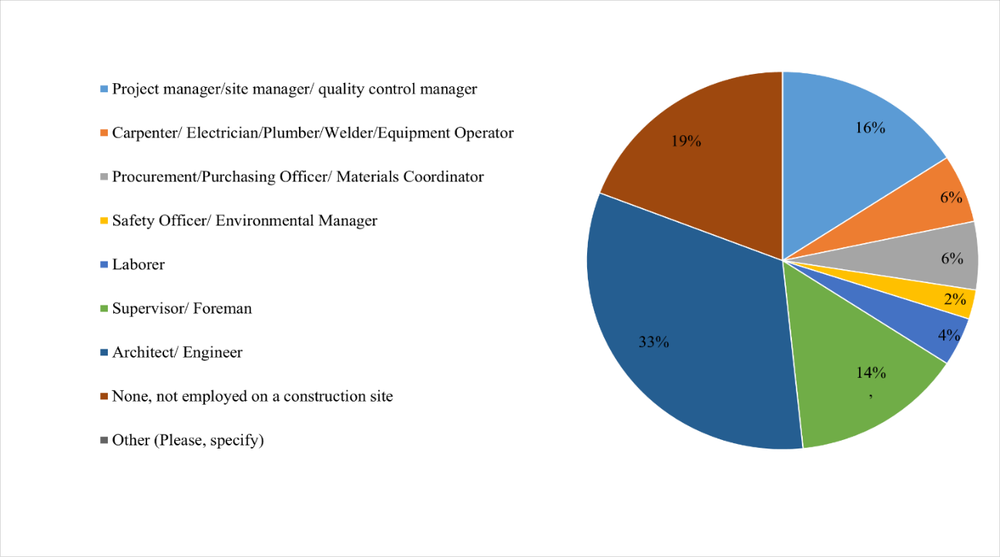 Project manager/site manager/ quality control manager
Carpenter/ Electrician/Plumber/Welder/Equipment Operator
Procurement/Purchasing Officer/ Materials Coordinator
Safety Officer/ Environmental Manager
Laborer
Supervisor/ Foreman
Architect/ Engineer
None, not employed on a construction site
Other (Please, specify)
16%
6%
6%
2%
4%
14%
,
33%
19%